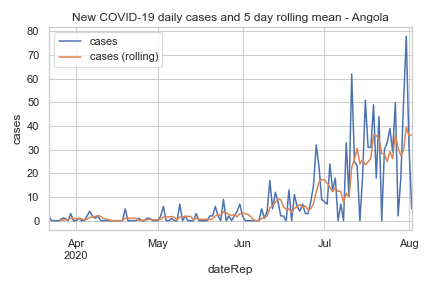 New COVID-19 daily cases and 5 day rolling mean - Angola
cases
cases (rolling)
80
70
60
50
40
30
20
10
0
cases
Apr
2020
May
Jun
Jul
Aug
dateRep